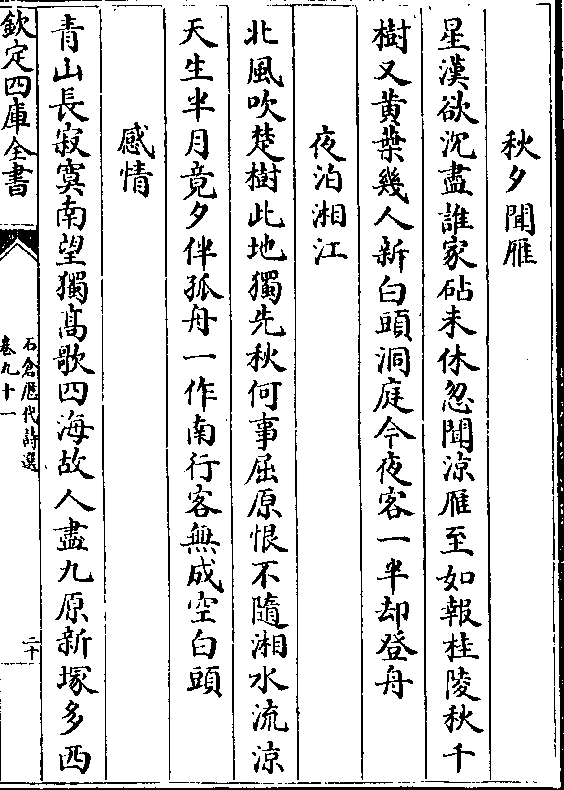 秋夕聞雁
星漢欲沉盡誰家砧未休忽聞涼雁至如報桂陵秋千
樹又黄葉幾人新白頭洞庭今夜客一半却登舟
夜泊湘江
北風吹楚樹此地獨先秋何事屈原恨不隨湘水流涼
天生半月竟夕伴孤舟一作南行客無成空白頭
感情
青山長寂寞南望獨髙歌四海故人盡九原新塚多西
欽定四庫全書
石倉歴代詩選
卷九十一
二十